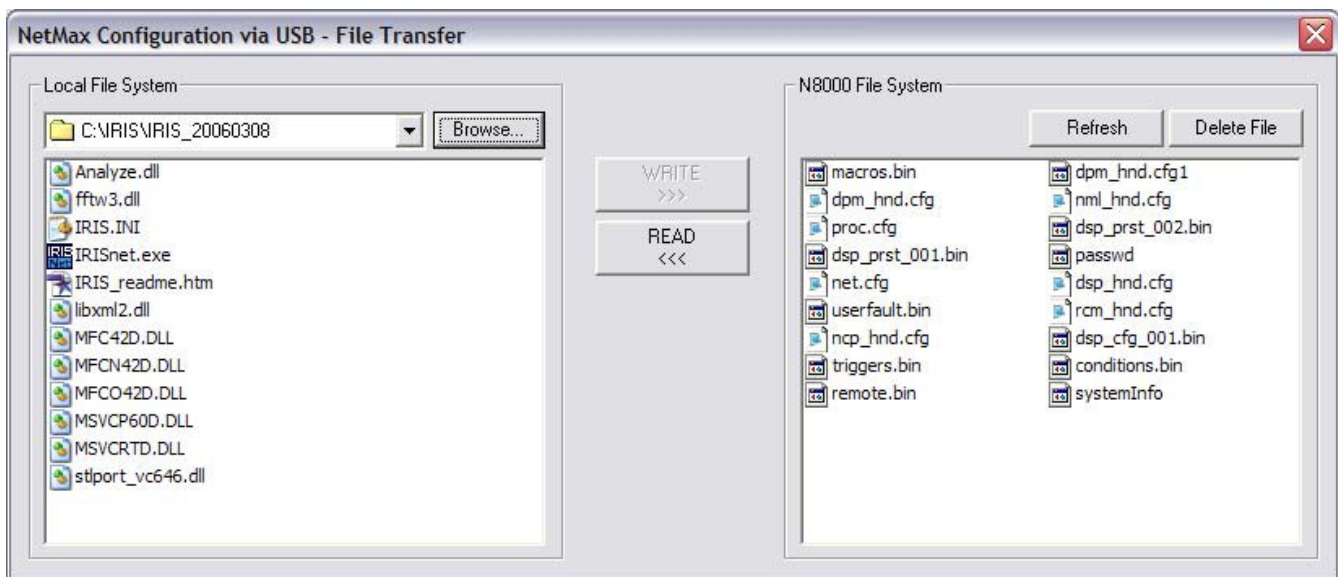 NetMax Configuration via USB - File Transfer
Local File System
C:\IRIS\IRIS_20060308
Browse...
Analyze.dll
fftw3.dll
IRIS.INI
IRISnet.exe
IRIS_readme.htm
libxml2.dll
MFC42D.DLL
MFCN42D.DLL
MFCO42D.DLL
MSVCP60D.DLL
MSVCRTD.DLL
stlport_vc646.dll
WRITE
>>>
READ
<<<
N8000 File System
Refresh
Delete File
macros.bin
dpm_hnd.cfg
proc.cfg
dsp_prst_001.bin
net.cfg
userfault.bin
ncp_hnd.cfg
triggers.bin
remote.bin
dpm_hnd.cfg1
nml_hnd.cfg
dsp_prst_002.bin
passwd
dsp_hnd.cfg
rcm_hnd.cfg
dsp_cfg_001.bin
conditions.bin
systemInfo